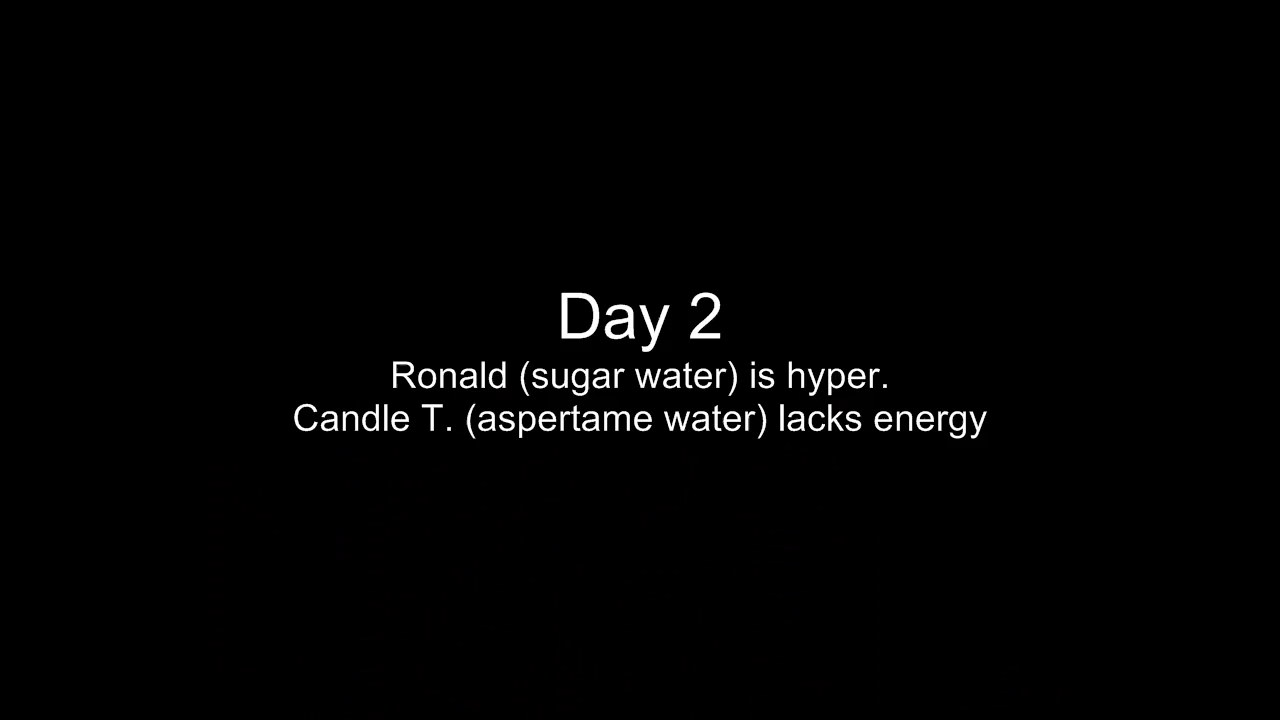 Day 2
Ronald (sugar water) is hyper.
Candle T. (aspertame water) lacks energy